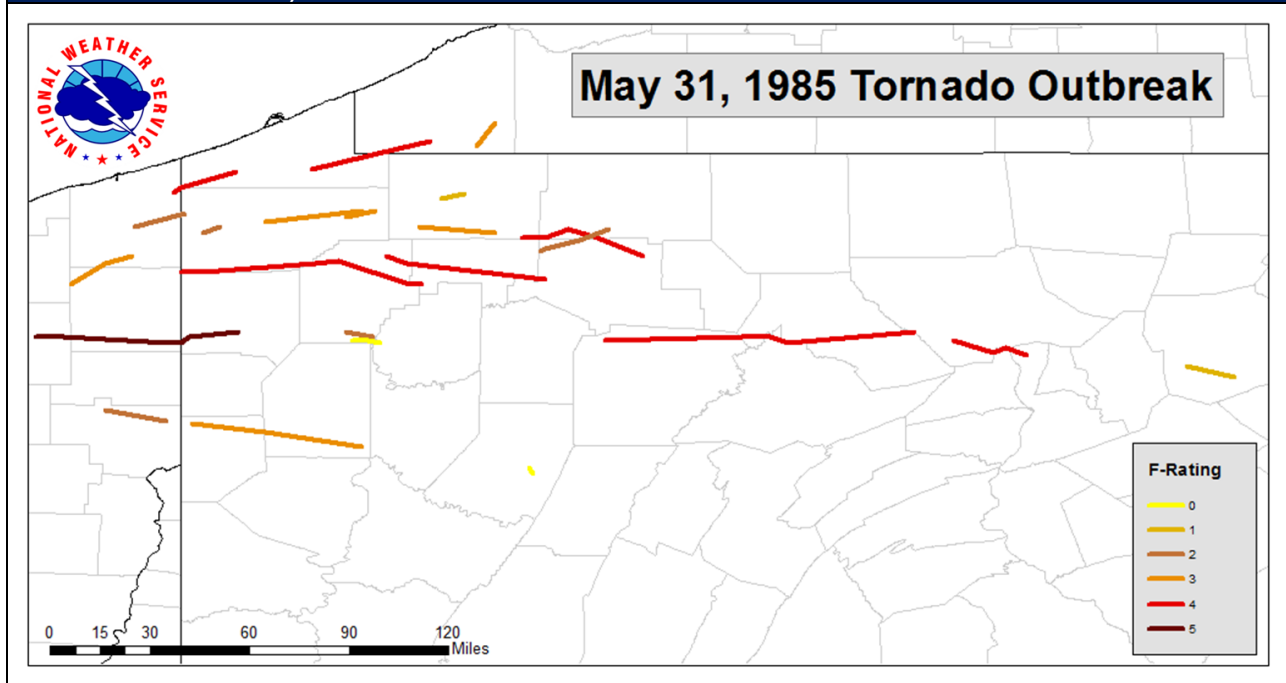 NATIONAL WEATHER SERVICE
May 31, 1985 Tornado Outbreak
F-Rating
0
1
2
3
4
5
0 15 30 60 90 120
Miles